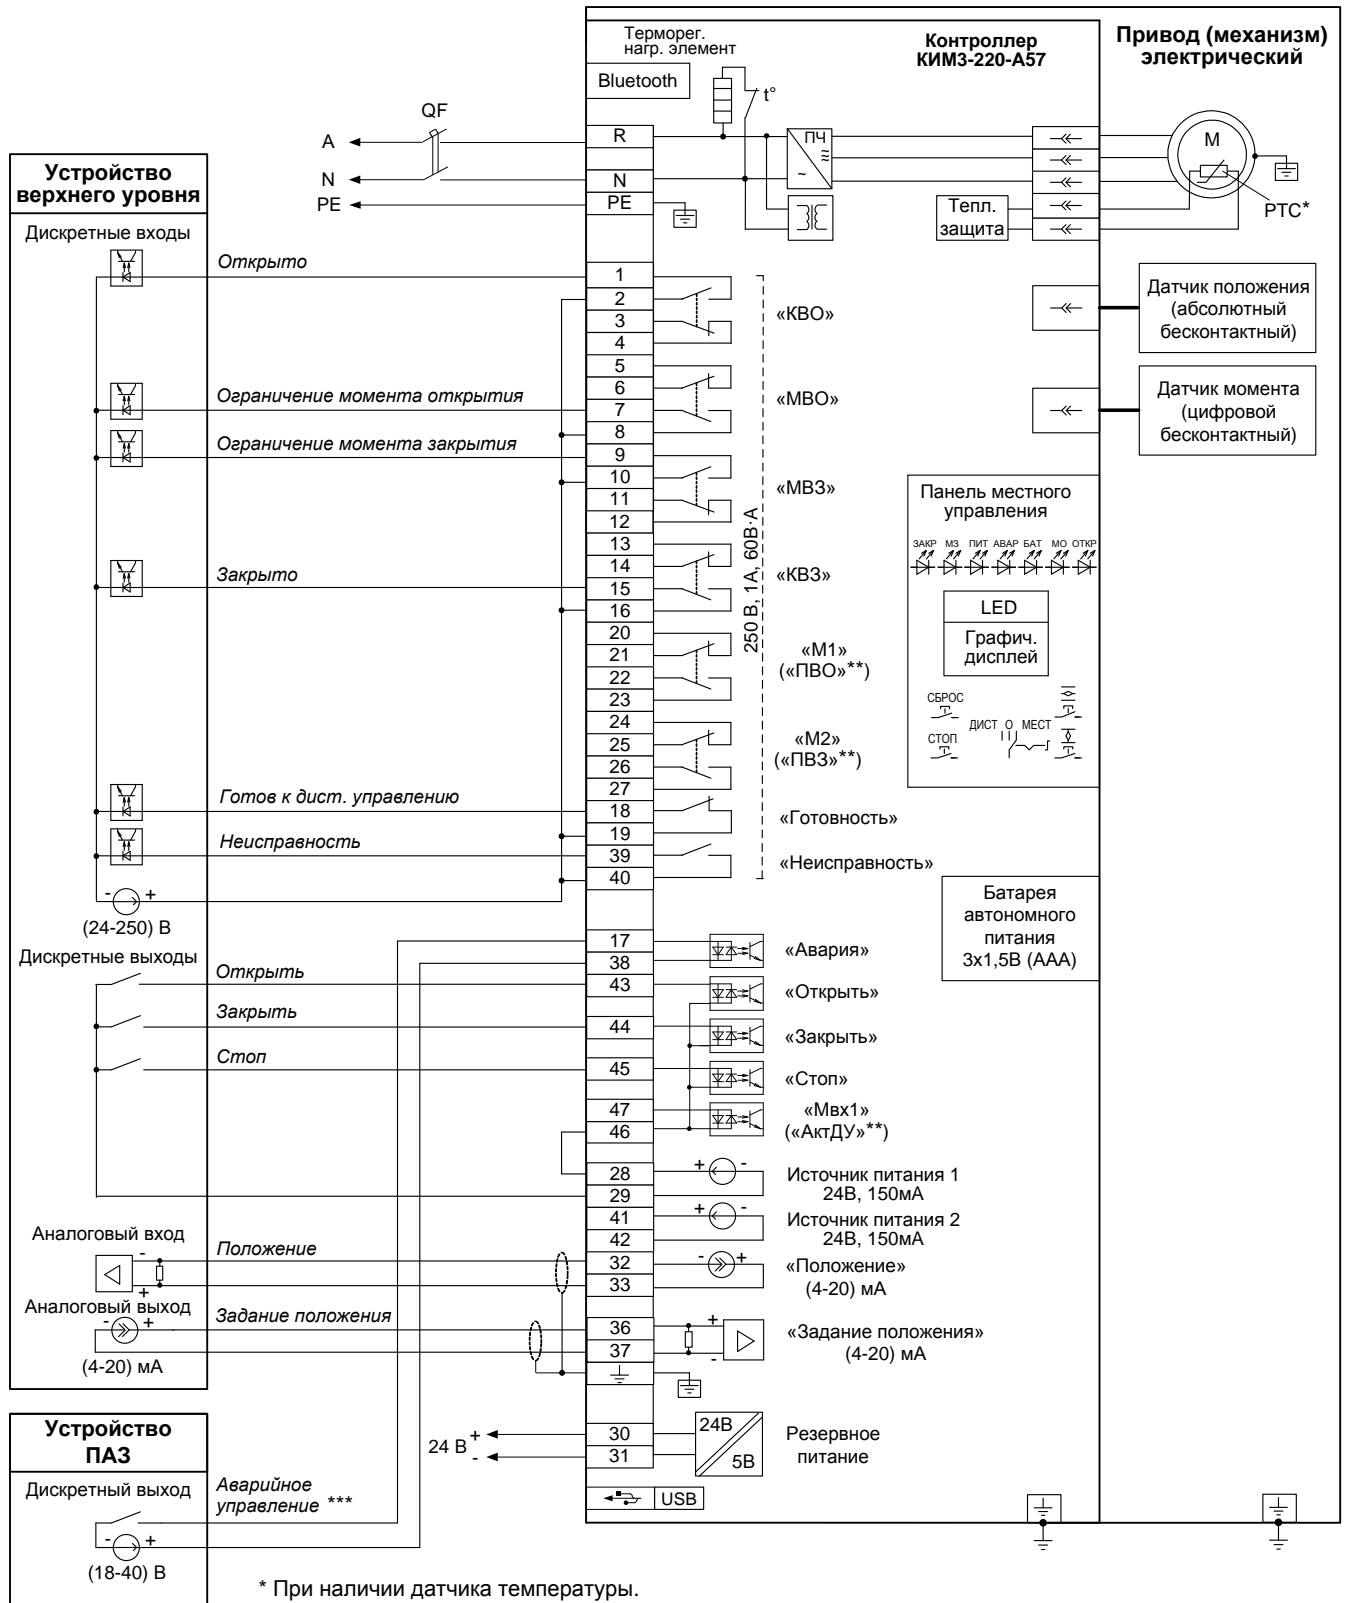 Терморег.
нагр. элемент
Контроллер
КИМ3-220-А57
Привод (механизм)
электрический
Bluetooth
t°
QF
A
R
ПЧ
≈
~
M
N
N
PE
PE
Тепл.
защита
PTC*
Устройство
верхнего уровня
Дискретные входы
Открыто
1
2
3
4
«КВО»
Датчик положения
(абсолютный
бесконтактный)
5
6
7
8
Ограничение момента открытия
«МВО»
Датчик момента
(цифровой
бесконтактный)
Ограничение момента закрытия
9
10
11
12
«МВЗ»
Панель местного
управления
ЗАКР МЗ ПИТ АВАР БАТ МО ОТКР
13
14
15
16
Закрыто
«КВЗ»
250 В, 1А, 60В·А
LED
Графич.
дисплей
20
21
22
23
«М1»
(«ПВО»**)
СБРОС
СТОП
ДИСТ О МЕСТ
24
25
26
27
«М2»
(«ПВЗ»**)
Готов к дист. управлению
18
19
«Готовность»
Неисправность
39
40
«Неисправность»
- +
(24-250) В
Батарея
автономного
питания
3х1,5В (ААА)
Дискретные выходы
17
38
«Авария»
Открыть
43
«Открыть»
Закрыть
44
«Закрыть»
Стоп
45
«Стоп»
47
46
«Мвх1»
(«АктДУ»**)
28
29
+ -
Источник питания 1
24В, 150мА
41
42
+ -
Источник питания 2
24В, 150мА
Аналоговый вход
-
+
Положение
32
33
- +
«Положение»
(4-20) мА
Аналоговый выход
- +
(4-20) мА
Задание положения
36
37
+
-
«Задание положения»
(4-20) мА
24 В
+
-
30
31
24В
5В
Резервное
питание
USB
Устройство
ПАЗ
Дискретный выход
Аварийное
управление ***
- +
(18-40) В
* При наличии датчика температуры.